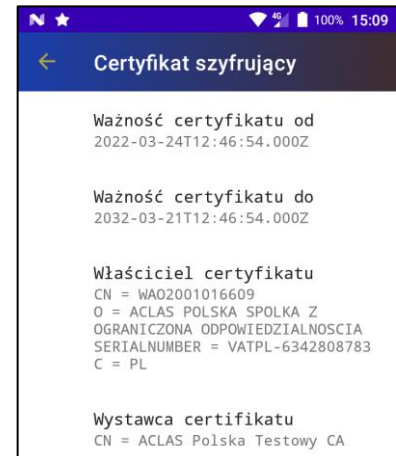 4G 100% 15:09
Certyfikat szyfrujący
Ważność certyfikatu od
2022-03-24T12:46:54.000Z
Ważność certyfikatu do
2032-03-21T12:46:54.000Z
Właściciel certyfikatu
CN = WAO2001016609
O = ACLAS POLSKA SPOLKA Z
OGRANICZONA ODPOWIEDZIALNOSCIA
SERIALNUMBER = VATPL-6342808783
C = PL
Wystawca certifikatu
CN = ACLAS Polska Testowy CA